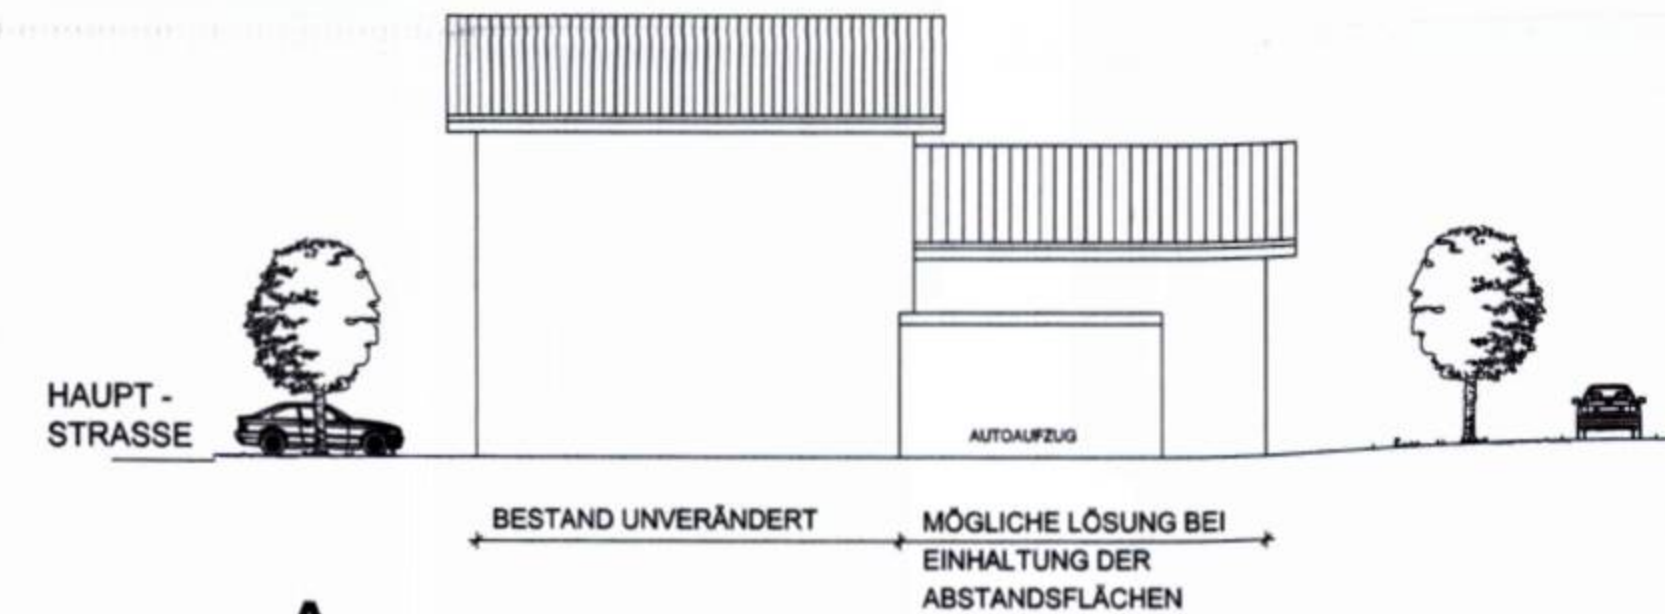 HAUPT -
STRASSE
AUTOAUFZUG
BESTAND UNVERÄNDERT
MÖGLICHE LÖSUNG BEI
EINHALTUNG DER
ABSTANDSFLÄCHEN